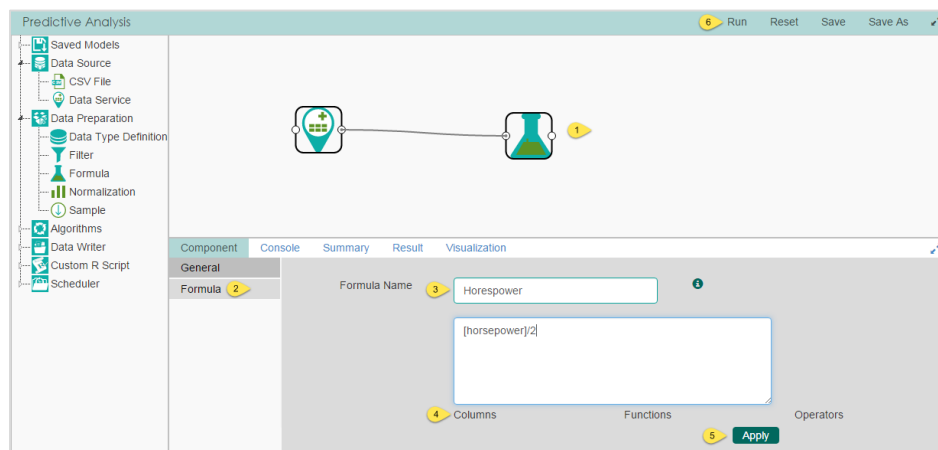 Predictive Analysis
6 Run Reset Save Save As
Saved Models
Data Source
CSV File
Data Service
Data Preparation
Data Type Definition
Filter
Formula
Normalization
Sample
Algorithms
Data Writer
Custom R Script
Scheduler
1
Component Console Summary Result Visualization
General
Formula 2
Formula Name 3 Horespower
[horsepower]/2
4 Columns Functions Operators
5 Apply